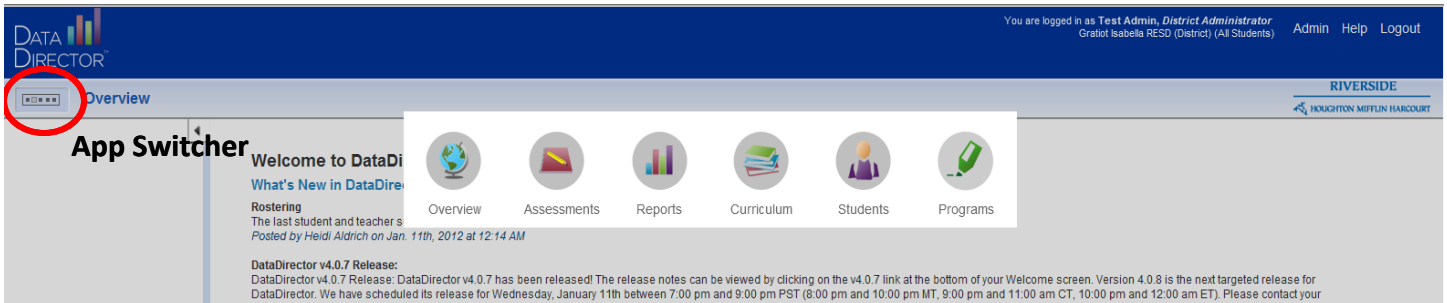 DATA
DIRECTOR™
You are logged in as Test Admin, District Administrator
Gratiot Isabella RESD (District) (All Students)
Admin Help Logout
Overview
RIVERSIDE
HOUGHTON MIFFLIN HARCOURT
App Switcher
Overview Assessments Reports Curriculum Students Programs
Welcome to DataDi
What's New in DataDirec
Rostering
The last student and teacher s
Posted by Heidi Aldrich on Jan. 11th, 2012 at 12:14 AM
DataDirector v4.0.7 Release:
DataDirector v4.0.7 Release: DataDirector v4.0.7 has been released! The release notes can be viewed by clicking on the v4.0.7 link at the bottom of your Welcome screen. Version 4.0.8 is the next targeted release for
DataDirector. We have scheduled its release for Wednesday, January 11th between 7:00 pm and 9:00 pm PST (8:00 pm and 10:00 pm MT, 9:00 pm and 11:00 am CT, 10:00 pm and 12:00 am ET). Please contact your